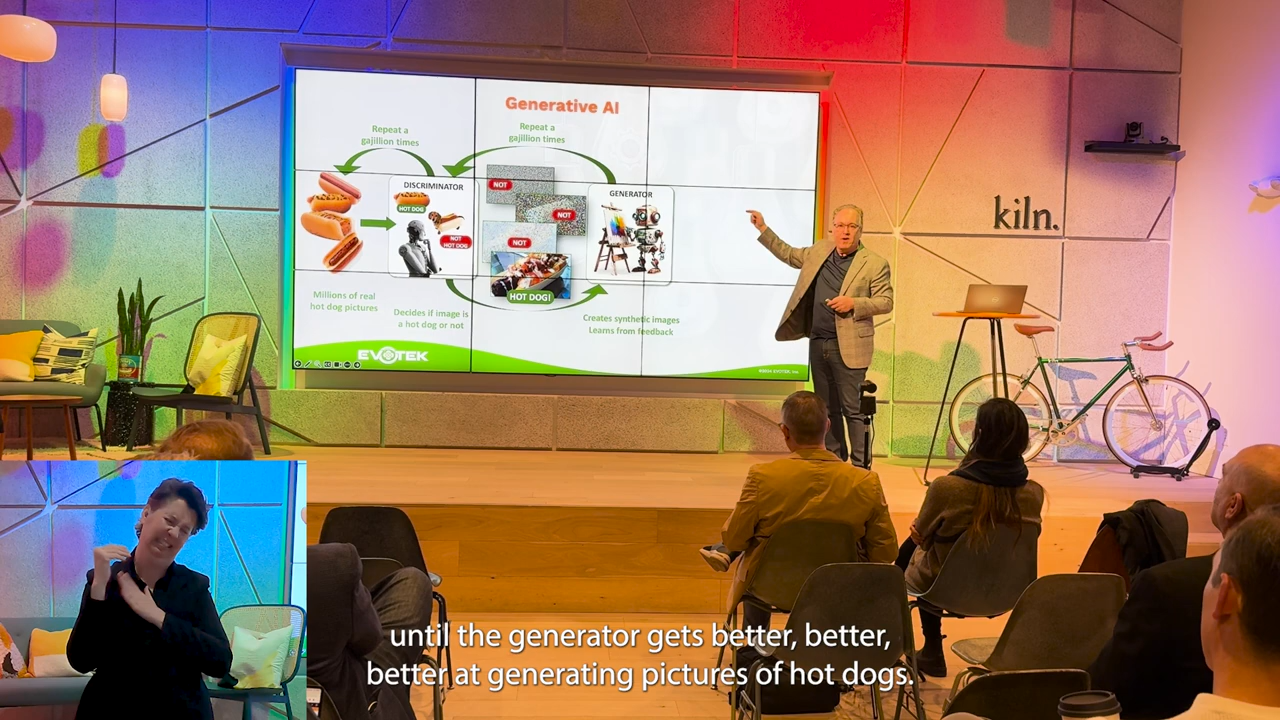 Generative AI
Repeat a
gajillion times
Repeat a
gajillion times
DISCRIMINATOR
HOT DOG
NOT
HOT DOG
NOT
NOT
NOT
HOT DOG!
GENERATOR
Millions of real
hot dog pictures
Decides if image is
a hot dog or not
Creates synthetic images
Learns from feedback
EVOTEK
kiln.
until the generator gets better, better,
better at generating pictures of hot dogs.